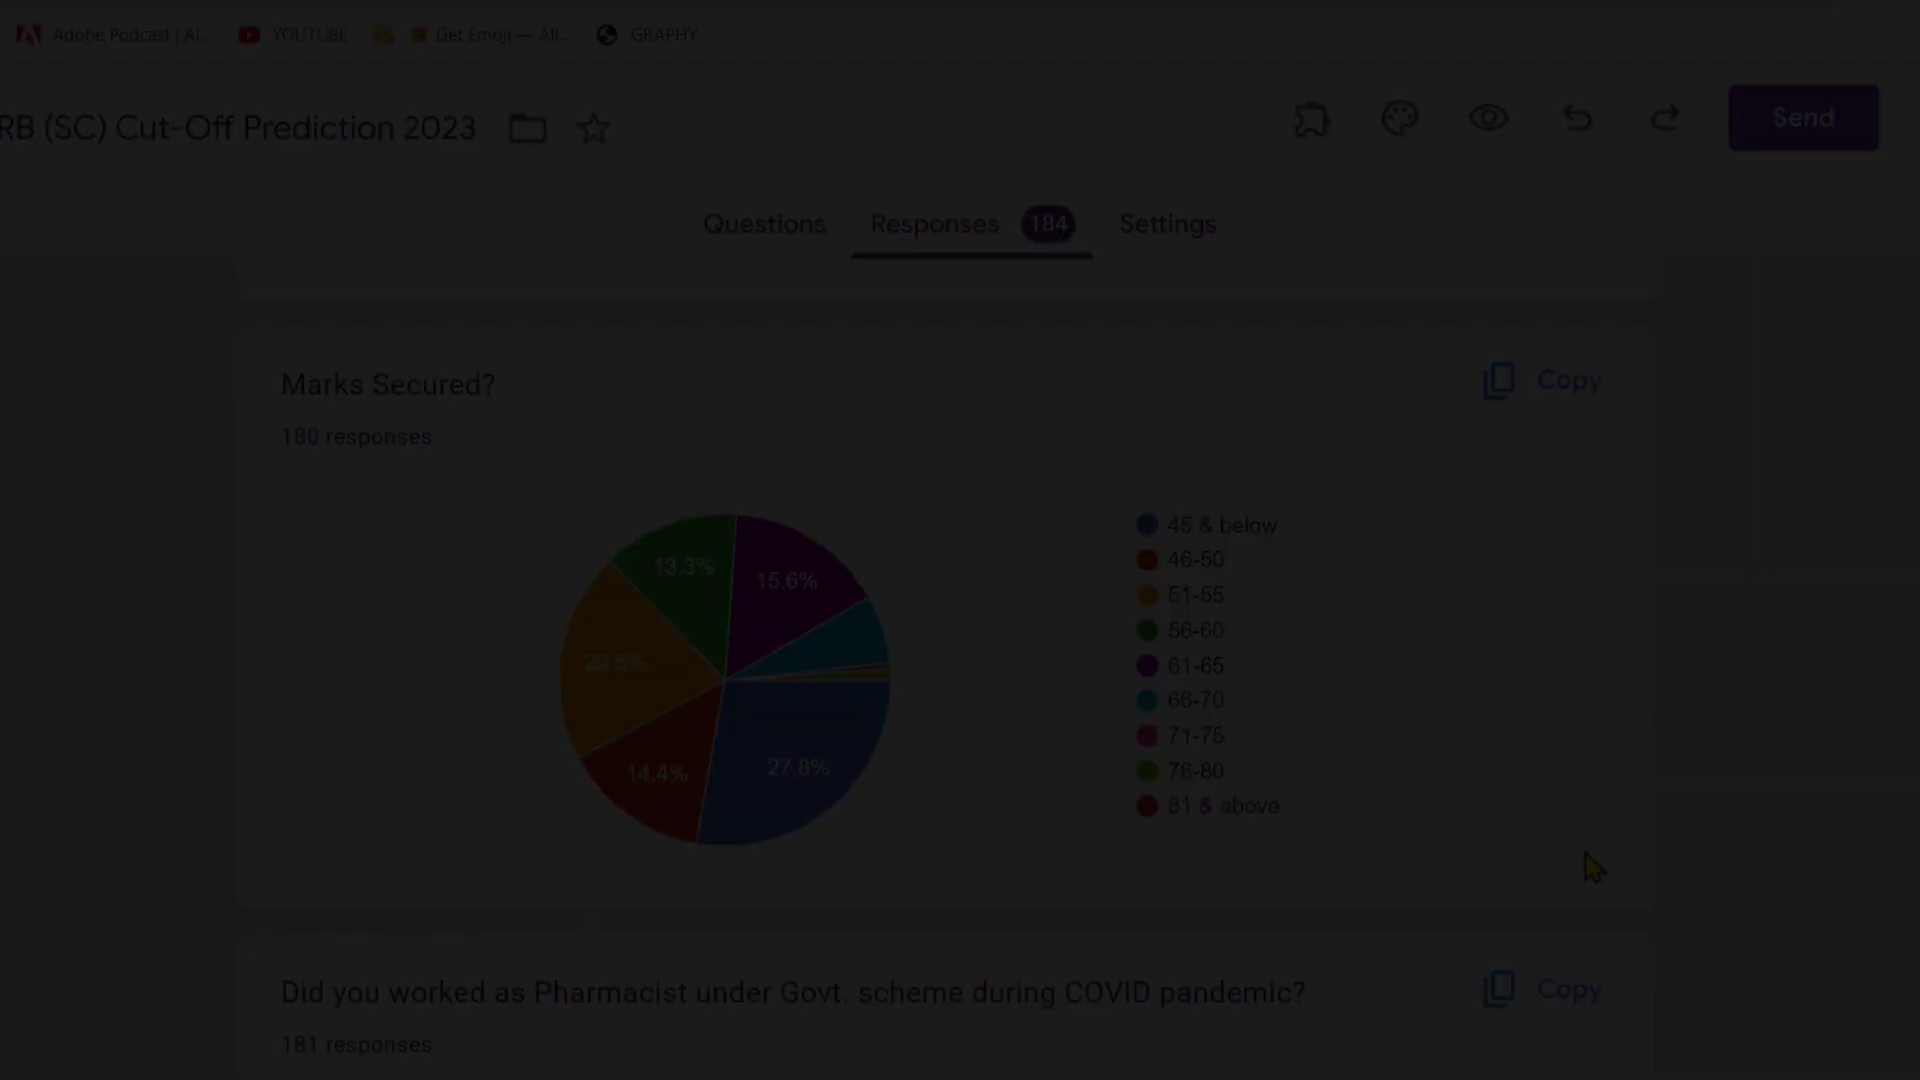 Adobe Podcast | AI... YOUTUBE Get Emoji — All... GRAPHY
RB (SC) Cut-Off Prediction 2023
Send
Questions Responses 184 Settings
Marks Secured?
Copy
180 responses
13.3%
15.6%
14.4%
27.8%
45 & below
46-50
51-55
56-60
61-65
66-70
71-75
76-80
81 & above
Did you worked as Pharmacist under Govt. scheme during COVID pandemic?
Copy
181 responses